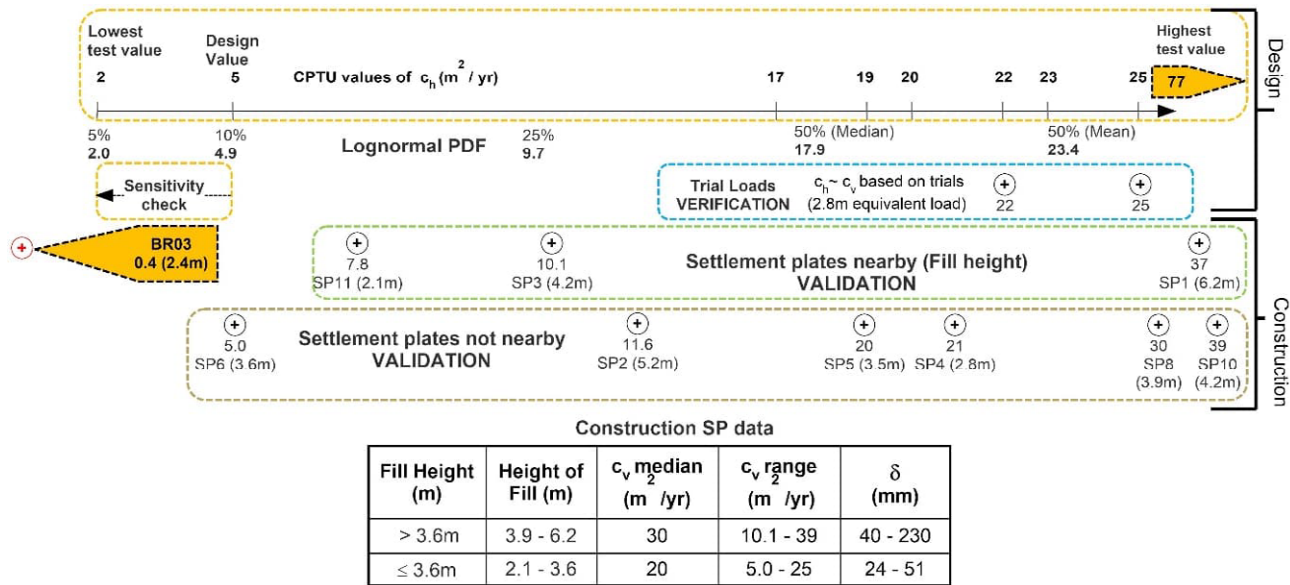 Lowest test value
Design Value
Highest test value
2 5 CPTU values of c_h (m² / yr) 17 19 20 22 23 25 77
Design
5% 10% Lognormal PDF 25% 50% (Median) 50% (Mean)
2.0 4.9 9.7 17.9 23.4
Sensitivity check
Trial Loads VERIFICATION
c_h ~ c_v based on trials
(2.8m equivalent load)
22 25
BR03
0.4 (2.4m)
7.8 10.1 37
SP11 (2.1m) SP3 (4.2m) SP1 (6.2m)
Settlement plates nearby (Fill height)
VALIDATION
Construction
5.0 11.6 20 21 30 39
SP6 (3.6m) SP2 (5.2m) SP5 (3.5m) SP4 (2.8m) SP8 (3.9m) SP10 (4.2m)
Settlement plates not nearby
VALIDATION
Construction SP data
Fill Height (m) Height of Fill (m) c_v median (m²/yr) c_v range (m²/yr) δ (mm)
> 3.6m 3.9 - 6.2 30 10.1 - 39 40 - 230
≤ 3.6m 2.1 - 3.6 20 5.0 - 25 24 - 51